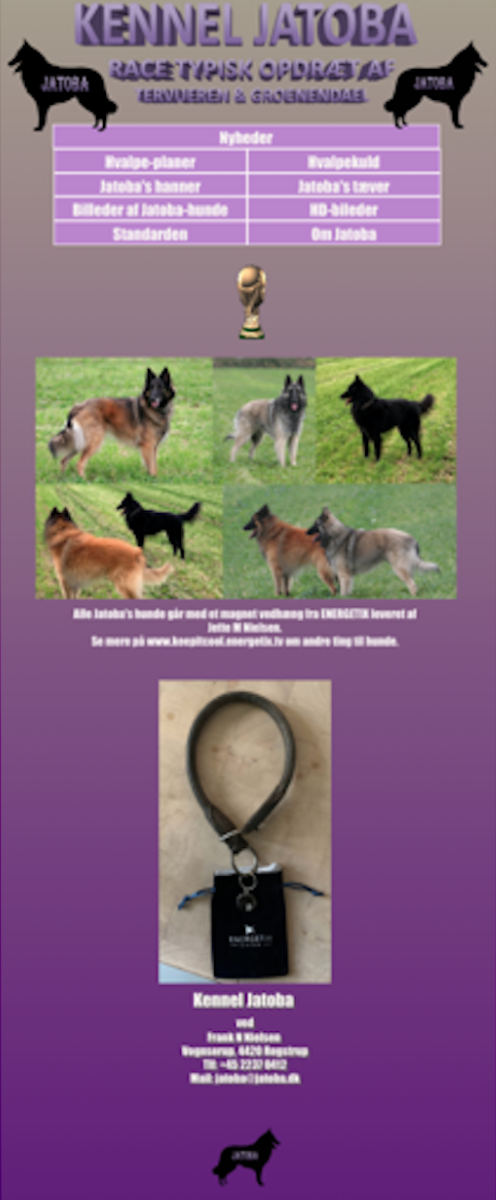 KENNEL JATOBA
RACETYPISK OPDRÆT AF
TERVUEREN & GROENENDAEL
JATOBA
JATOBA
Nyheder
Hvalpe-planer
Hvalpekuld
Jatoba's hanner
Jatoba's tæver
Billeder af Jatoba-hunde
HD-billeder
Standarden
Om Jatoba
Alle Jatoba's hunde går med et magnet vedhæng fra ENERGETIX leveret af
Jette M Nielsen.
Se mere på www.keepitcool.energetix.tv om andre ting til hunde.
ENERGETIX
Kennel Jatoba
ved
Frank N Nielsen
Vognserup, 4420 Regstrup
Tlf: +45 2237 6412
Mail: jatoba@jatoba.dk
JATOBA